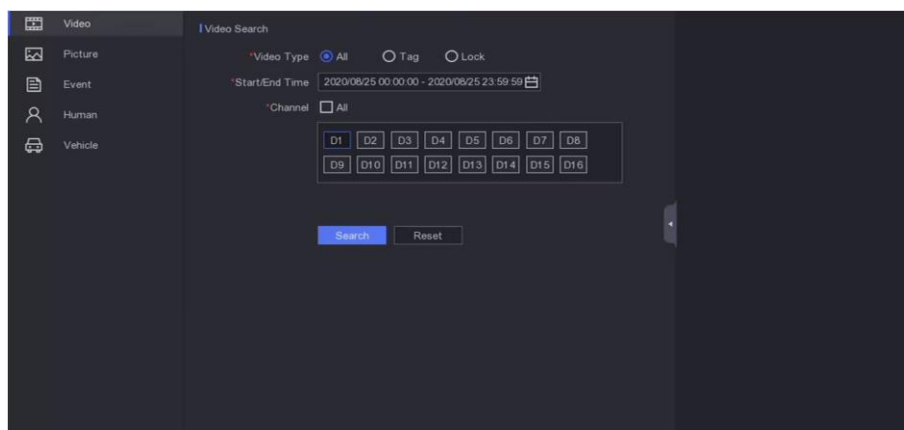 Video
Picture
Event
Human
Vehicle
Video Search
*Video Type All Tag Lock
*Start/End Time 2020/08/25 00:00:00 - 2020/08/25 23:59:59
*Channel All
D1 D2 D3 D4 D5 D6 D7 D8
D9 D10 D11 D12 D13 D14 D15 D16
Search Reset